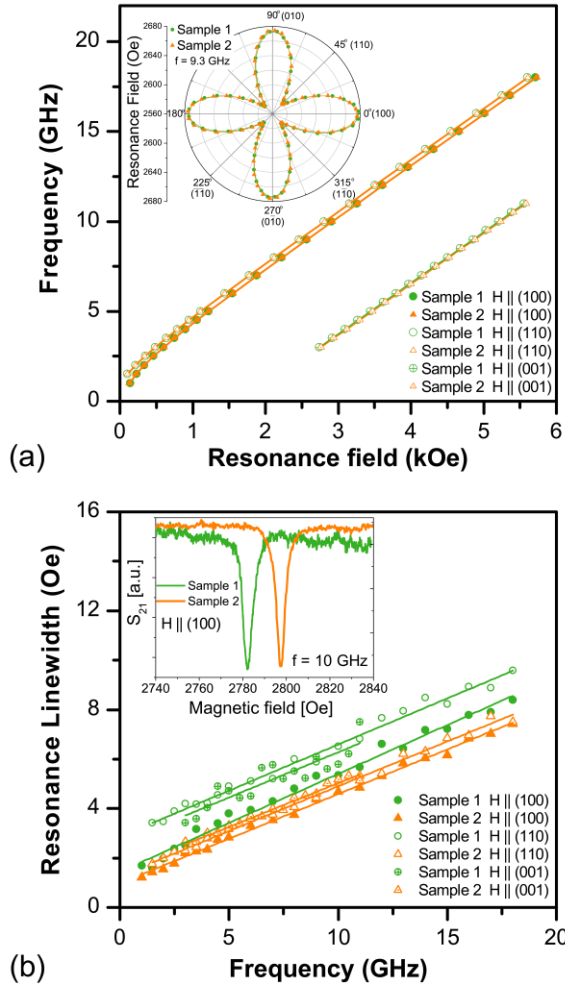 (a)
Frequency (GHz)
20
15
10
5
0
0 1 2 3 4 5 6
Resonance field (kOe)
Sample 1
Sample 2
f = 9.3 GHz
Resonance Field (Oe)
2680
2640
2600
2560
2600
2640
2680
90° (010)
45° (110)
0° (100)
315° (110)
270° (010)
225° (110)
180°
Sample 1 H || (100)
Sample 2 H || (100)
Sample 1 H || (110)
Sample 2 H || (110)
Sample 1 H || (001)
Sample 2 H || (001)
(b)
Resonance Linewidth (Oe)
16
12
8
4
0
0 5 10 15 20
Frequency (GHz)
S21 [a.u.]
Sample 1
Sample 2
H || (100)
f = 10 GHz
2740 2760 2780 2800 2820 2840
Magnetic field [Oe]
Sample 1 H || (100)
Sample 2 H || (100)
Sample 1 H || (110)
Sample 2 H || (110)
Sample 1 H || (001)
Sample 2 H || (001)